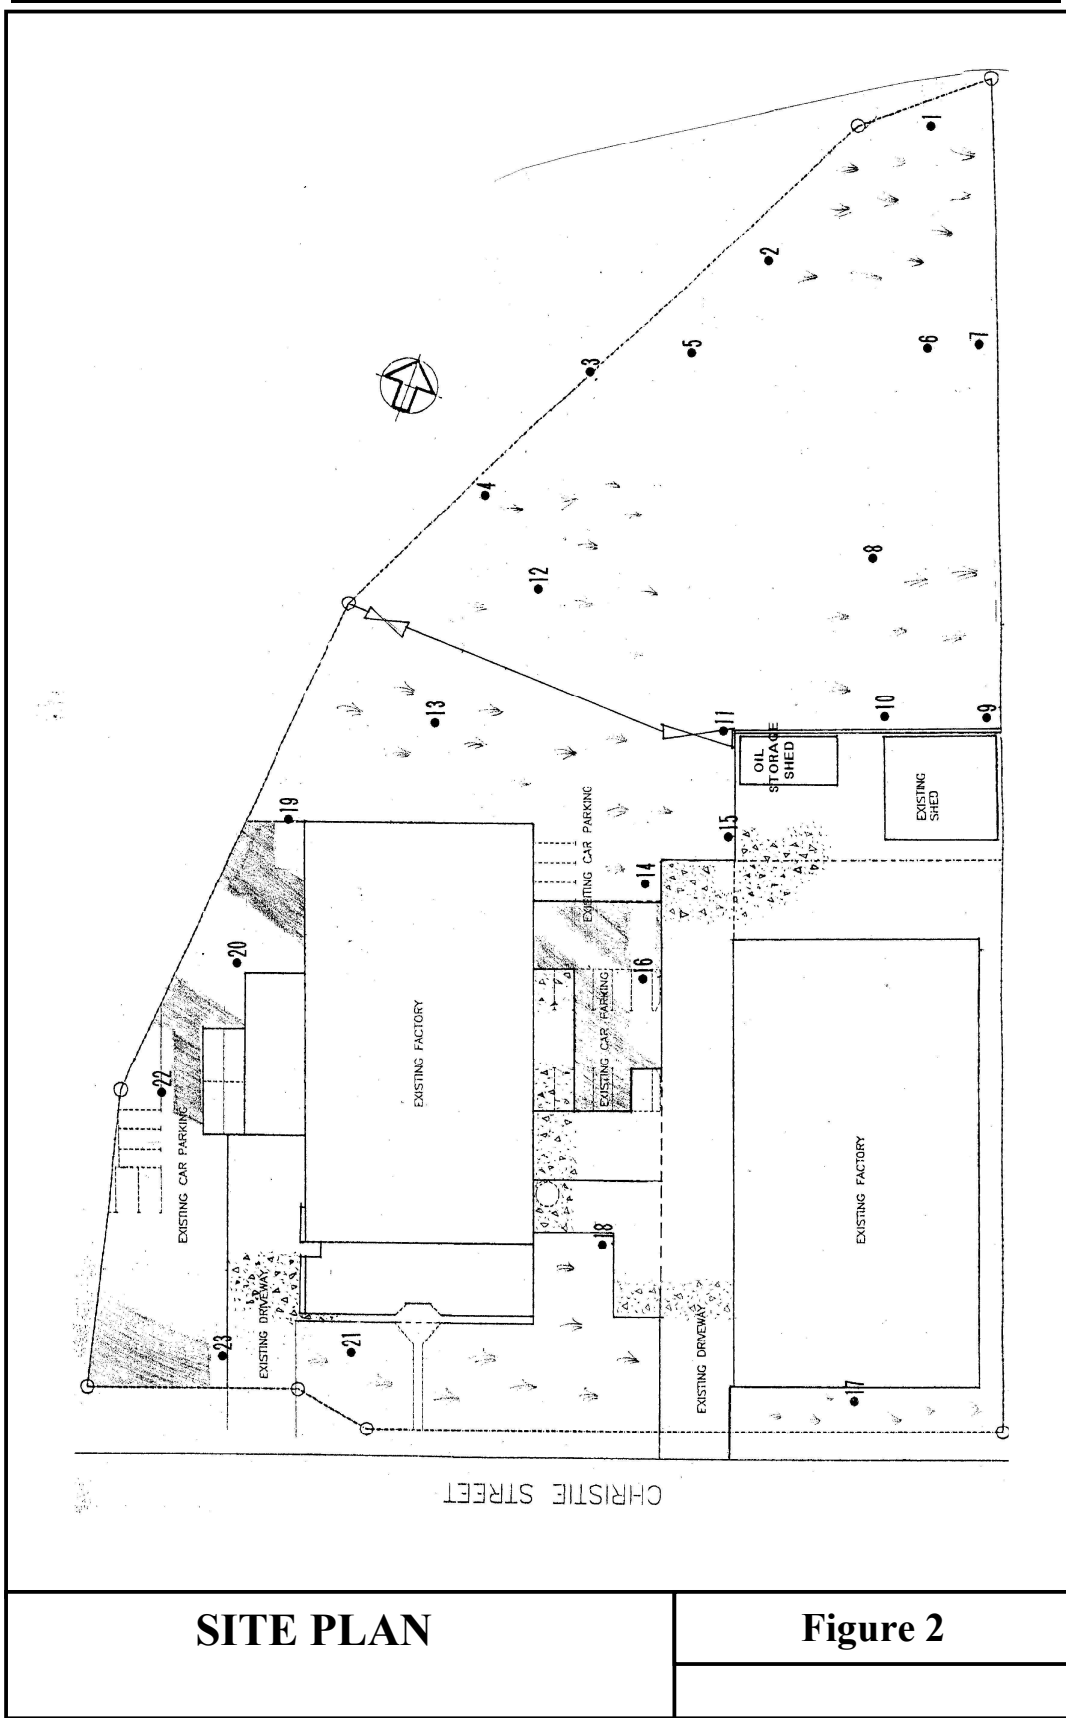 1
2
3
4
5
6
7
8
9
10
11
12
13
14
15
16
17
18
19
20
21
22
23
OIL
STORAGE
SHED
EXISTING
SHED
EXISITING CAR PARKING
EXISTING CAR PARKING
EXISTING FACTORY
EXISTING CAR PARKING
EXISTING FACTORY
EXISTING DRIVEWAY
EXISTING DRIVEWAY
CHRISTIE STREET
SITE PLAN
Figure 2